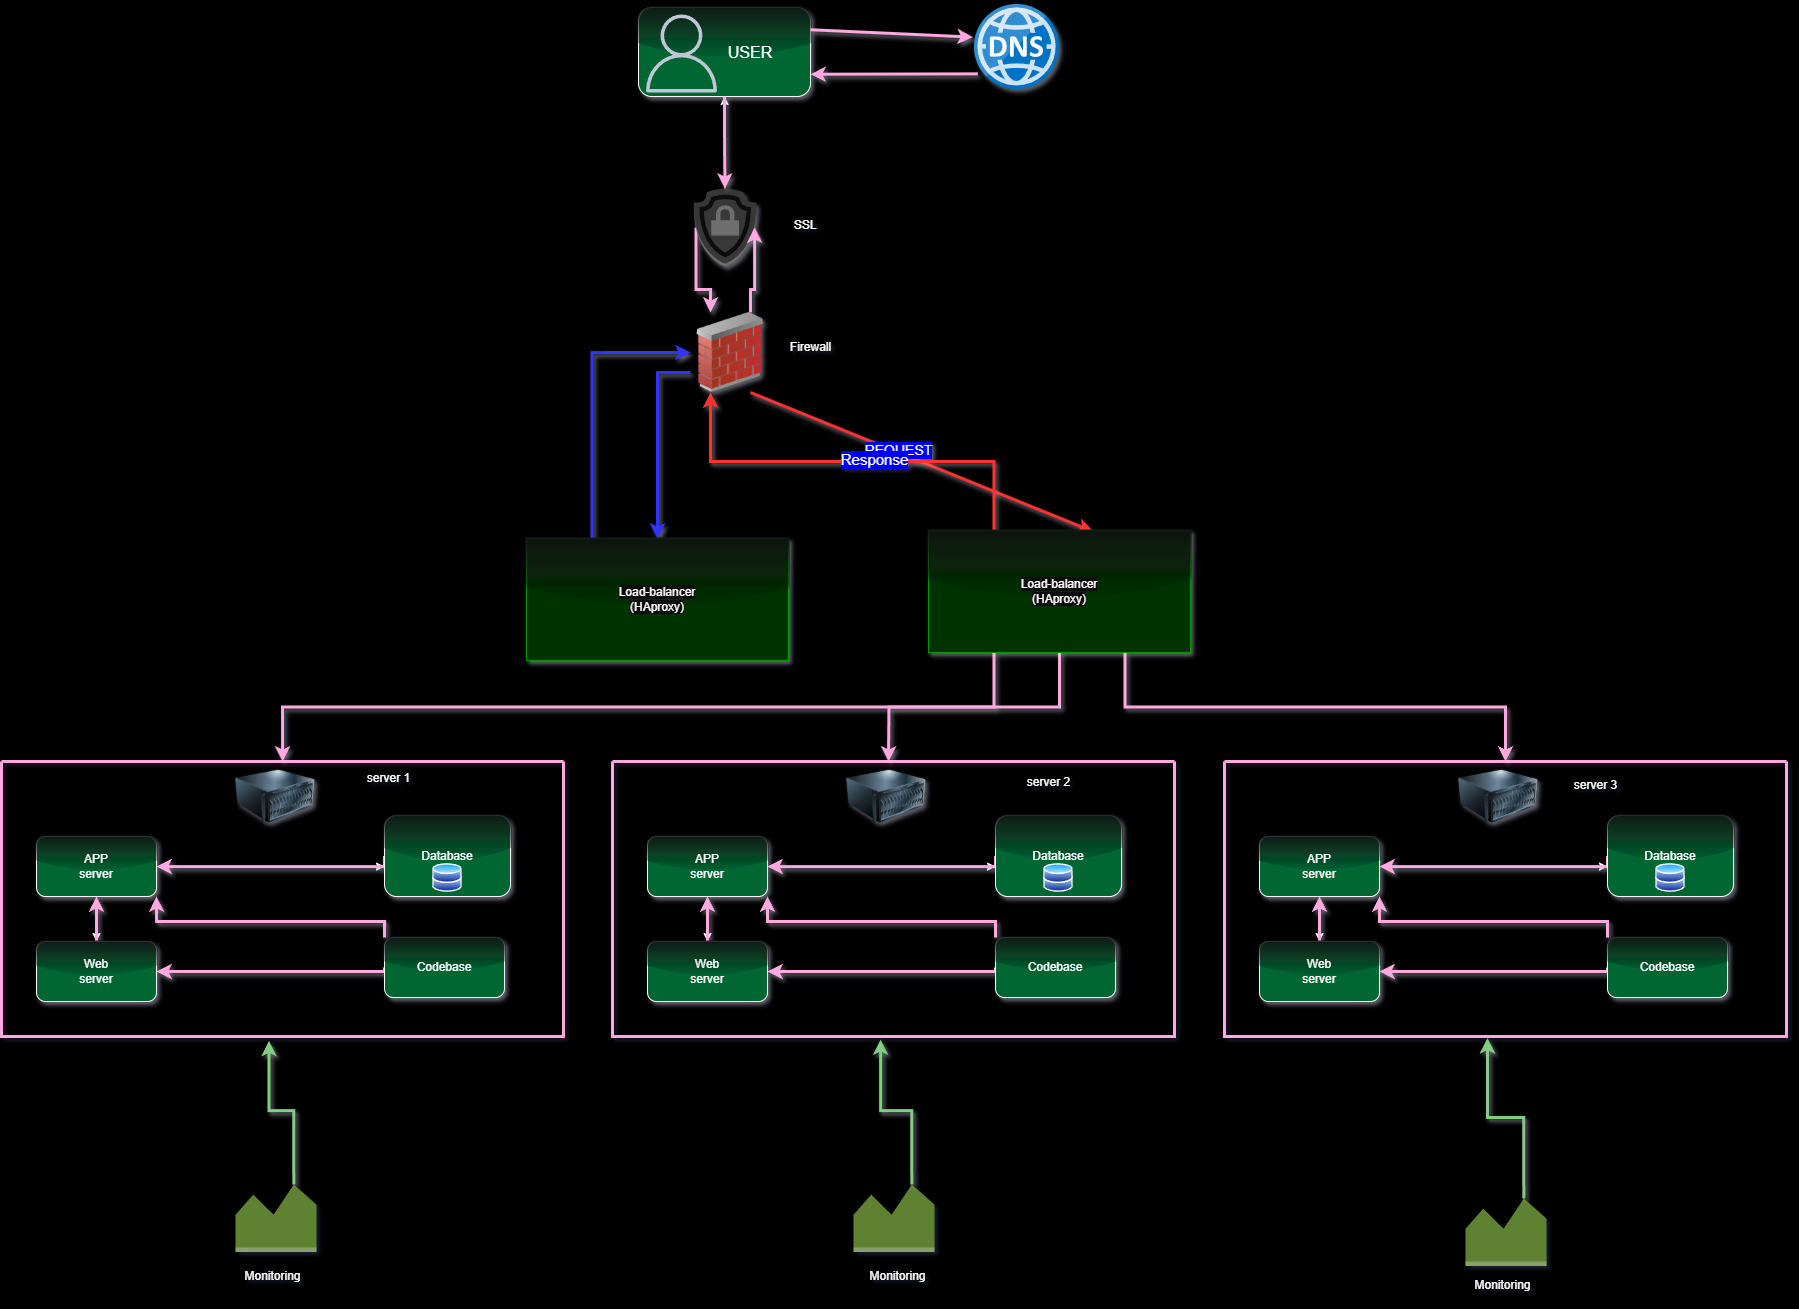 USER
DNS
SSL
Firewall
REQUEST
Response
Load-balancer
(HAproxy)
Load-balancer
(HAproxy)
server 1
APP
server
Database
Web
server
Codebase
server 2
APP
server
Database
Web
server
Codebase
server 3
APP
server
Database
Web
server
Codebase
Monitoring
Monitoring
Monitoring